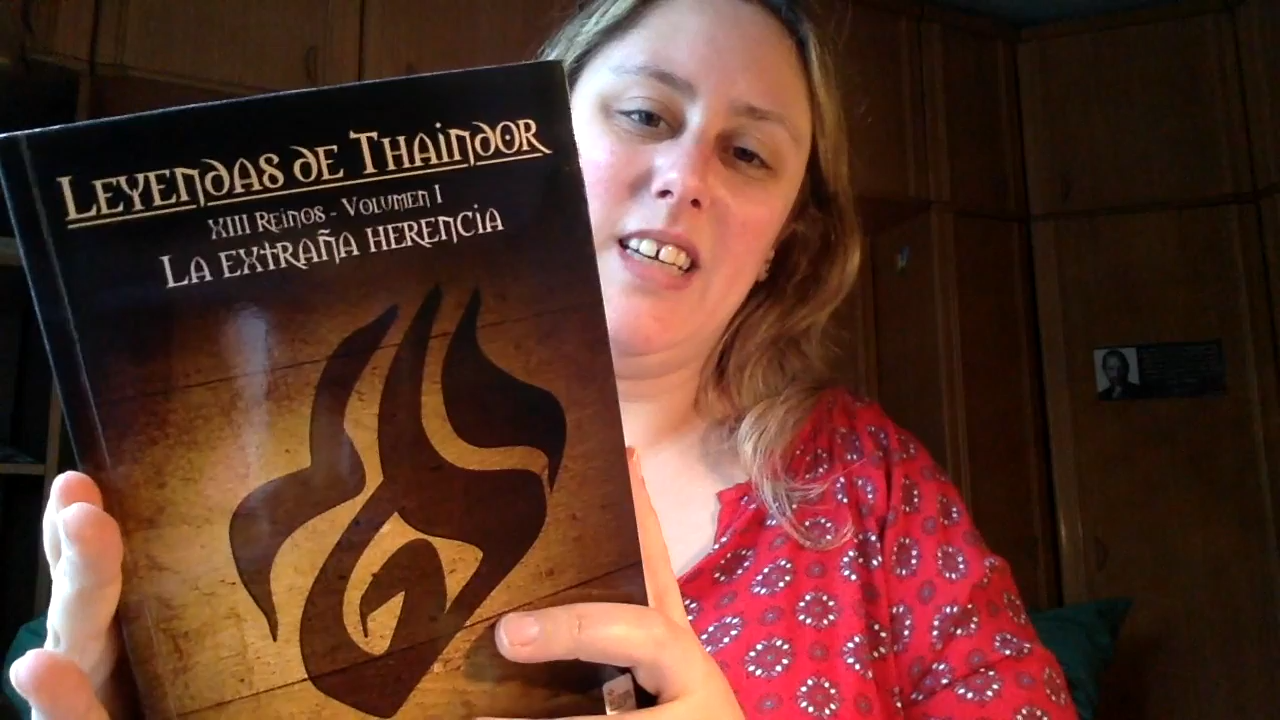 LEYENDAS DE THAINDOR
XIII REINOS - VOLUMEN I
LA EXTRAÑA HERENCIA